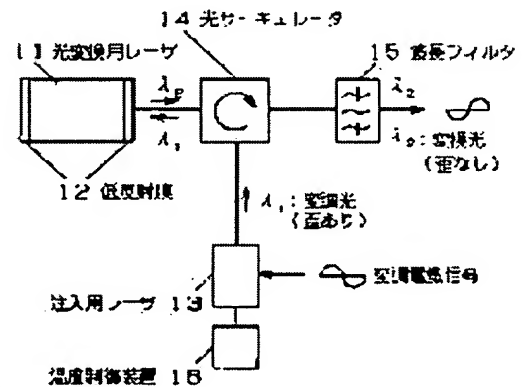 14 光サーキュレータ
11 光変換用レーザ
15 波長フィルタ
λP
λ1
λ2
λ2:変換光
(歪なし)
12 低反射膜
λ1:変調光
(歪あり)
注入用レーザ 13
変調電流信号
温度制御装置 16